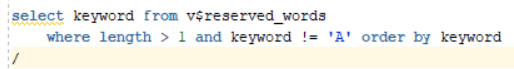 select keyword from v$reserved_words
where length > 1 and keyword != 'A' order by keyword
/